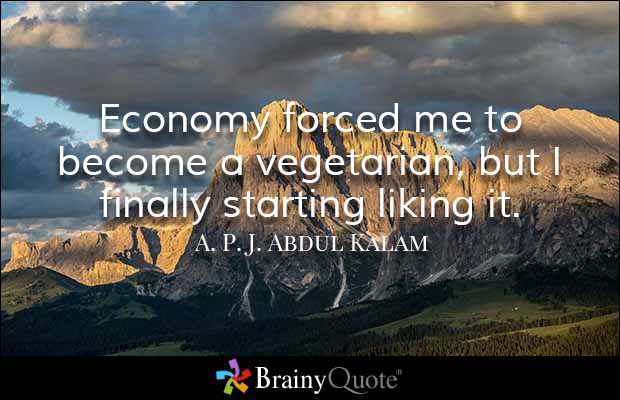 Economy forced me to
become a vegetarian, but I
finally starting liking it.
A. P. J. Abdul Kalam
BrainyQuote®